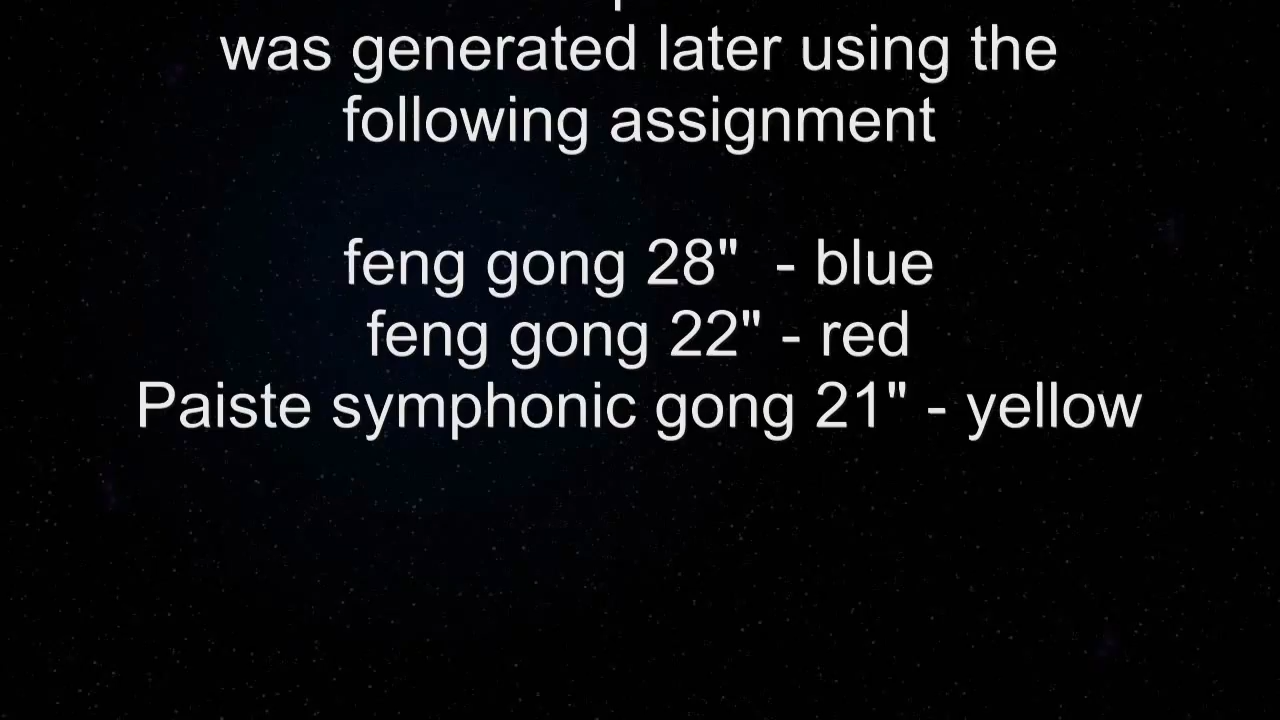 was generated later using the
following assignment
feng gong 28"  - blue
feng gong 22" - red
Paiste symphonic gong 21" - yellow